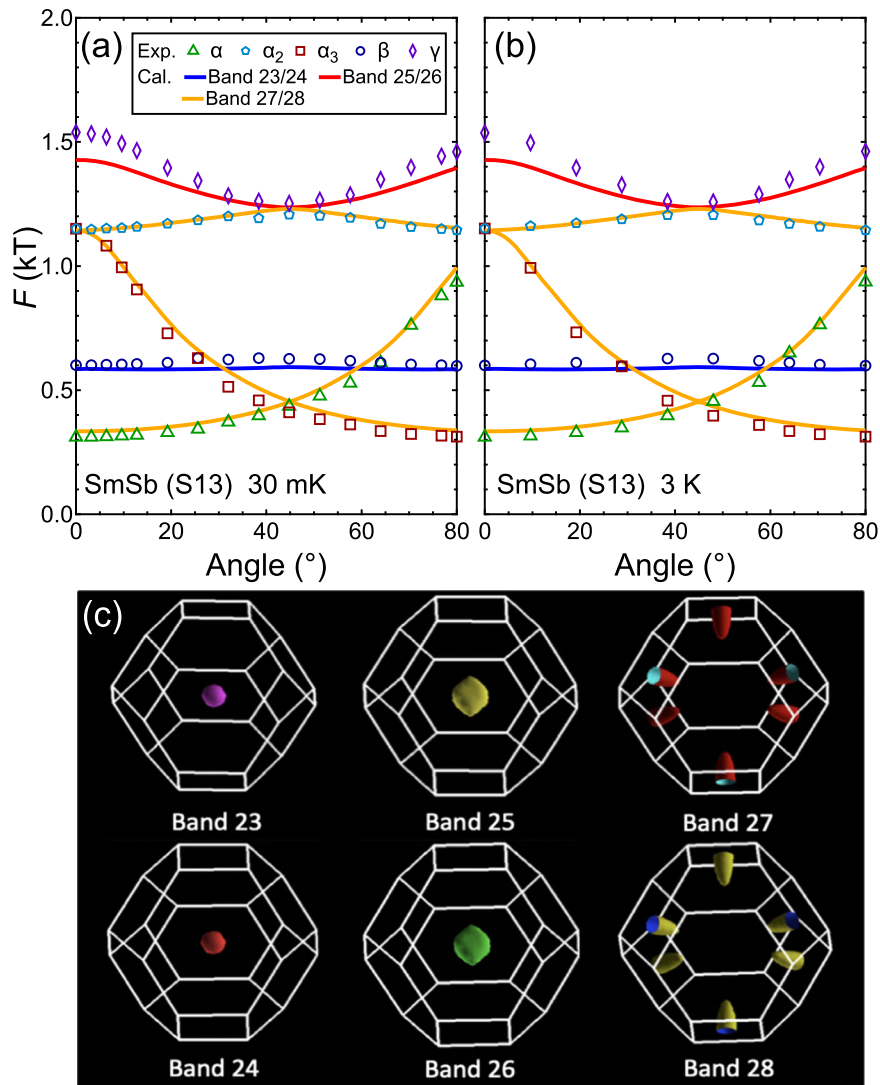 (a)
(b)
Exp. α α2 α3 β γ
Cal. Band 23/24 Band 25/26
Band 27/28
2.0
1.5
1.0
0.5
0.0
F (kT)
SmSb (S13) 30 mK
SmSb (S13) 3 K
0 20 40 60 80
0 20 40 60 80
Angle (°)
Angle (°)
(c)
Band 23
Band 25
Band 27
Band 24
Band 26
Band 28